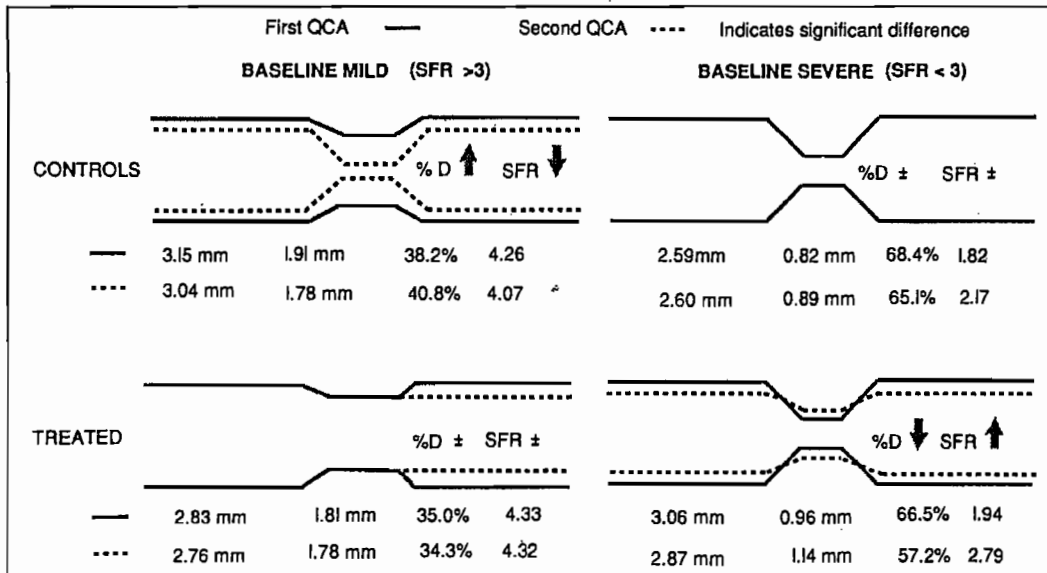 First QCA — Second QCA ---- Indicates significant difference
BASELINE MILD (SFR >3) BASELINE SEVERE (SFR < 3)
CONTROLS %D SFR %D ± SFR ±
3.15 mm 1.91 mm 38.2% 4.26 2.59mm 0.82 mm 68.4% 1.82
3.04 mm 1.78 mm 40.8% 4.07 2.60 mm 0.89 mm 65.1% 2.17
TREATED %D ± SFR ± %D SFR
2.83 mm 1.81 mm 35.0% 4.33 3.06 mm 0.96 mm 66.5% 1.94
2.76 mm 1.78 mm 34.3% 4.32 2.87 mm 1.14 mm 57.2% 2.79